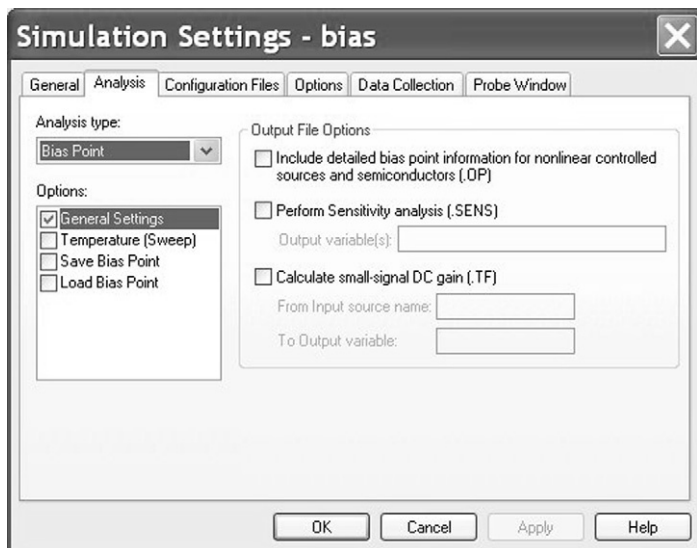 Simulation Settings - bias
General Analysis Configuration Files Options Data Collection Probe Window
Analysis type:
Bias Point
Options:
General Settings
Temperature (Sweep)
Save Bias Point
Load Bias Point
Output File Options
Include detailed bias point information for nonlinear controlled
sources and semiconductors (.OP)
Perform Sensitivity analysis (.SENS)
Output variable(s):
Calculate small-signal DC gain (.TF)
From Input source name:
To Output variable:
OK Cancel Apply Help